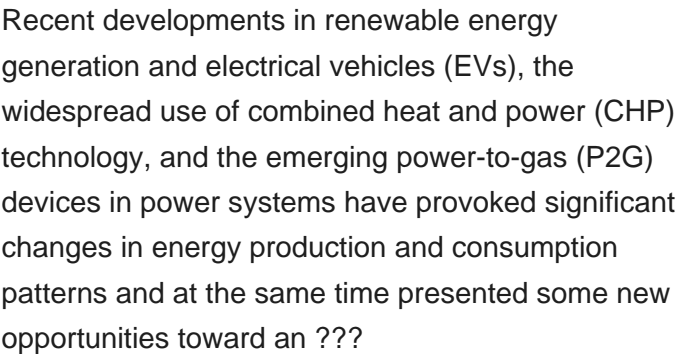 Recent developments in renewable energy
generation and electrical vehicles (EVs), the
widespread use of combined heat and power (CHP)
technology, and the emerging power-to-gas (P2G)
devices in power systems have provoked significant
changes in energy production and consumption
patterns and at the same time presented some new
opportunities toward an ???